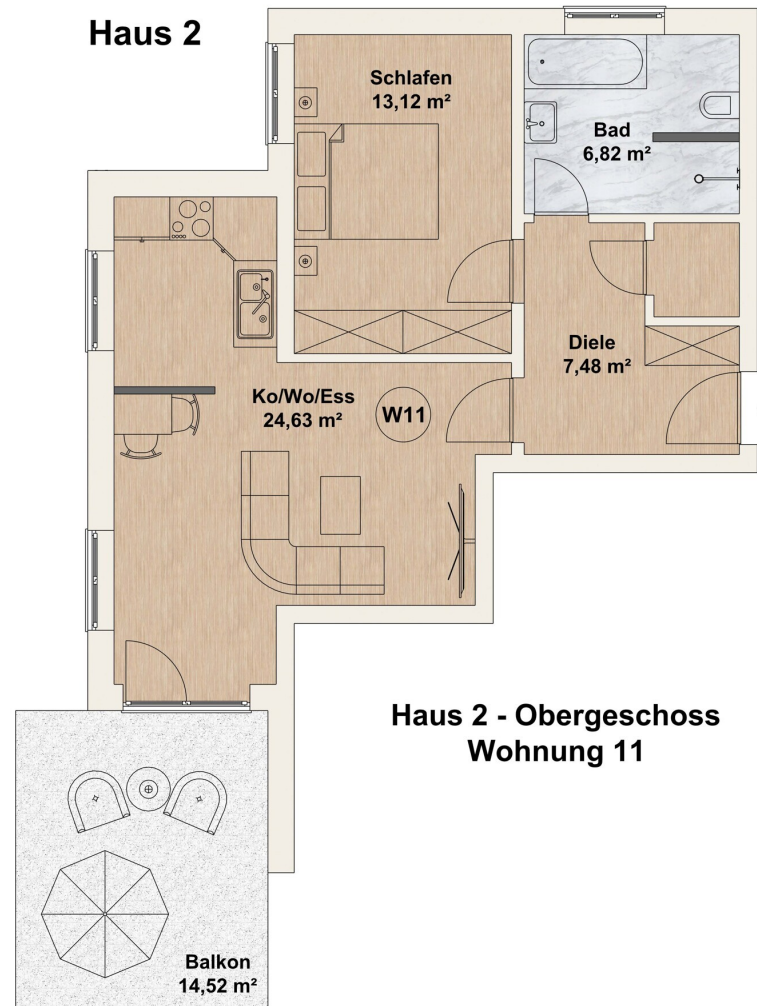 Haus 2
Schlafen
13,12 m²
Bad
6,82 m²
Diele
7,48 m²
Ko/Wo/Ess
24,63 m²
W11
Haus 2 - Obergeschoss
Wohnung 11
Balkon
14,52 m²